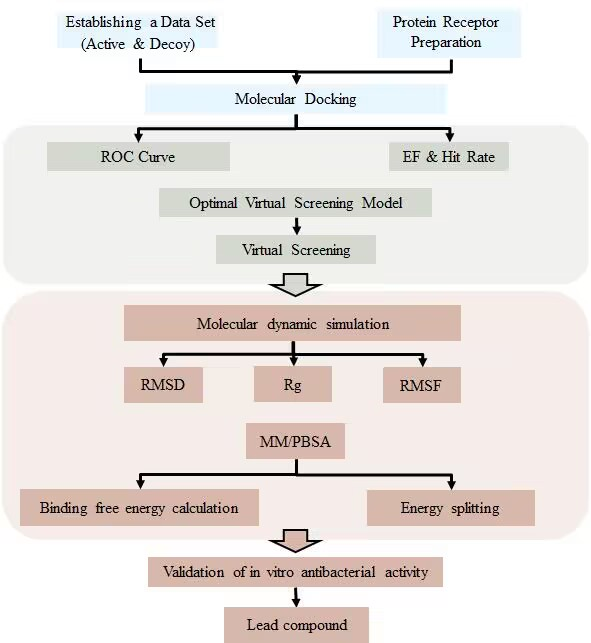 Establishing a Data Set
(Active & Decoy)
Protein Receptor
Preparation
Molecular Docking
ROC Curve
EF & Hit Rate
Optimal Virtual Screening Model
Virtual Screening
Molecular dynamic simulation
RMSD
Rg
RMSF
MM/PBSA
Binding free energy calculation
Energy splitting
Validation of in vitro antibacterial activity
Lead compound